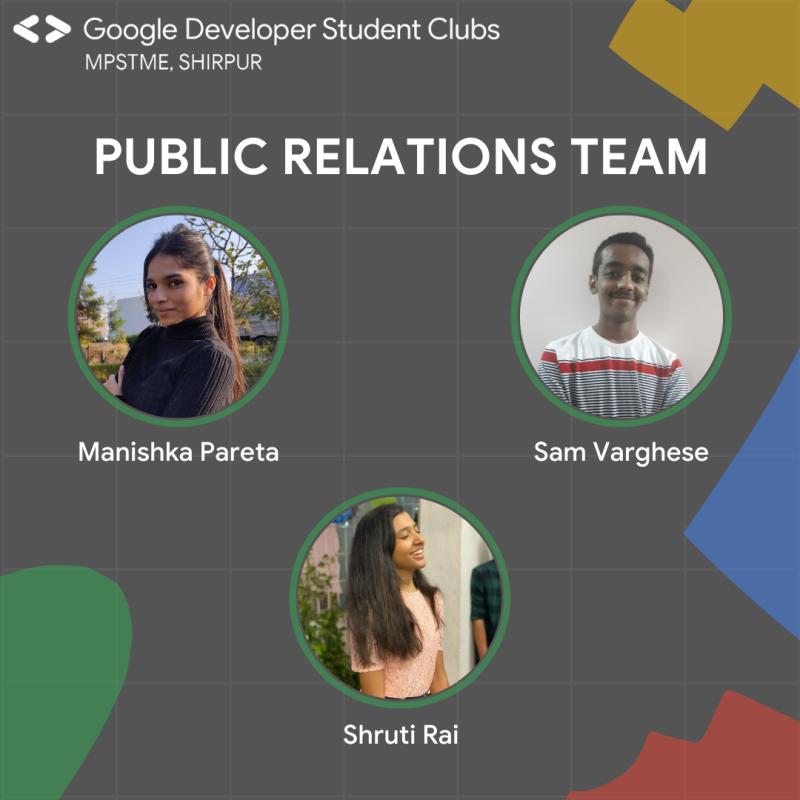 Google Developer Student Clubs
MPSTME, SHIRPUR
PUBLIC RELATIONS TEAM
Manishka Pareta
Sam Varghese
Shruti Rai